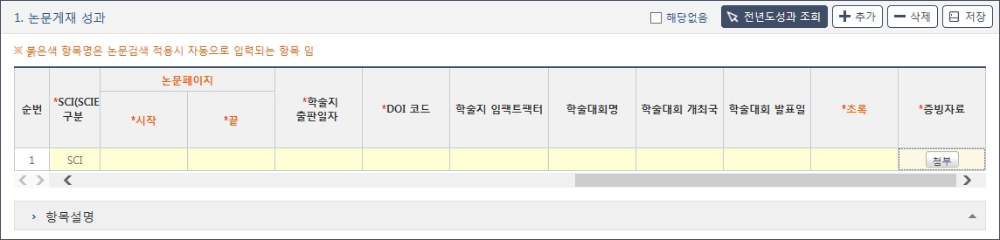 1. 논문게재 성과
해당없음
전년도성과 조회
추가
삭제
저장
※ 붉은색 항목명은 논문검색 적용시 자동으로 입력되는 항목 임
순번
*SCI(SCIE
구분
논문페이지
*시작
*끝
*학술지
출판일자
*DOI 코드
학술지 임팩트팩터
학술대회명
학술대회 개최국
학술대회 발표일
*초록
*증빙자료
1
SCI
첨부
항목설명